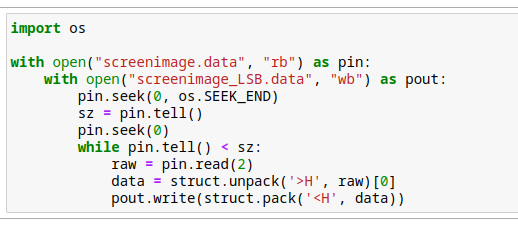 import os

with open("screenimage.data", "rb") as pin:
    with open("screenimage_LSB.data", "wb") as pout:
        pin.seek(0, os.SEEK_END)
        sz = pin.tell()
        pin.seek(0)
        while pin.tell() < sz:
            raw = pin.read(2)
            data = struct.unpack('>H', raw)[0]
            pout.write(struct.pack('<H', data))